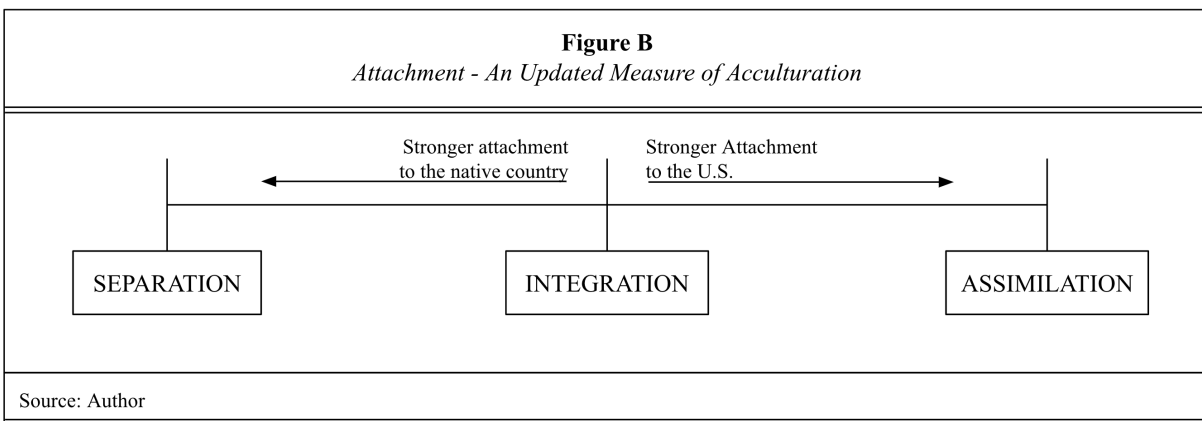 Figure B
Attachment - An Updated Measure of Acculturation
Stronger attachment
to the native country
Stronger Attachment
to the U.S.
SEPARATION
INTEGRATION
ASSIMILATION
Source: Author